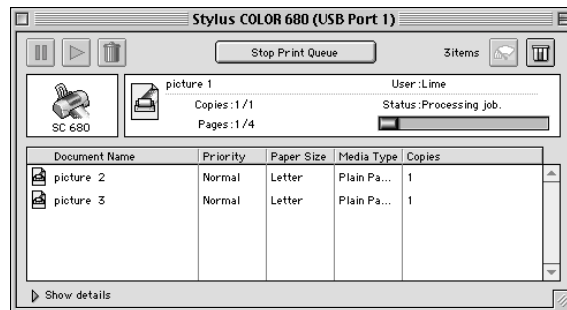 Stylus COLOR 680 (USB Port 1)
Stop Print Queue
3items
SC 680
picture 1
User:Lime
Copies:1/1
Status:Processing job.
Pages:1/4
Document Name Priority Paper Size Media Type Copies
picture 2 Normal Letter Plain Pa... 1
picture 3 Normal Letter Plain Pa... 1
Show details